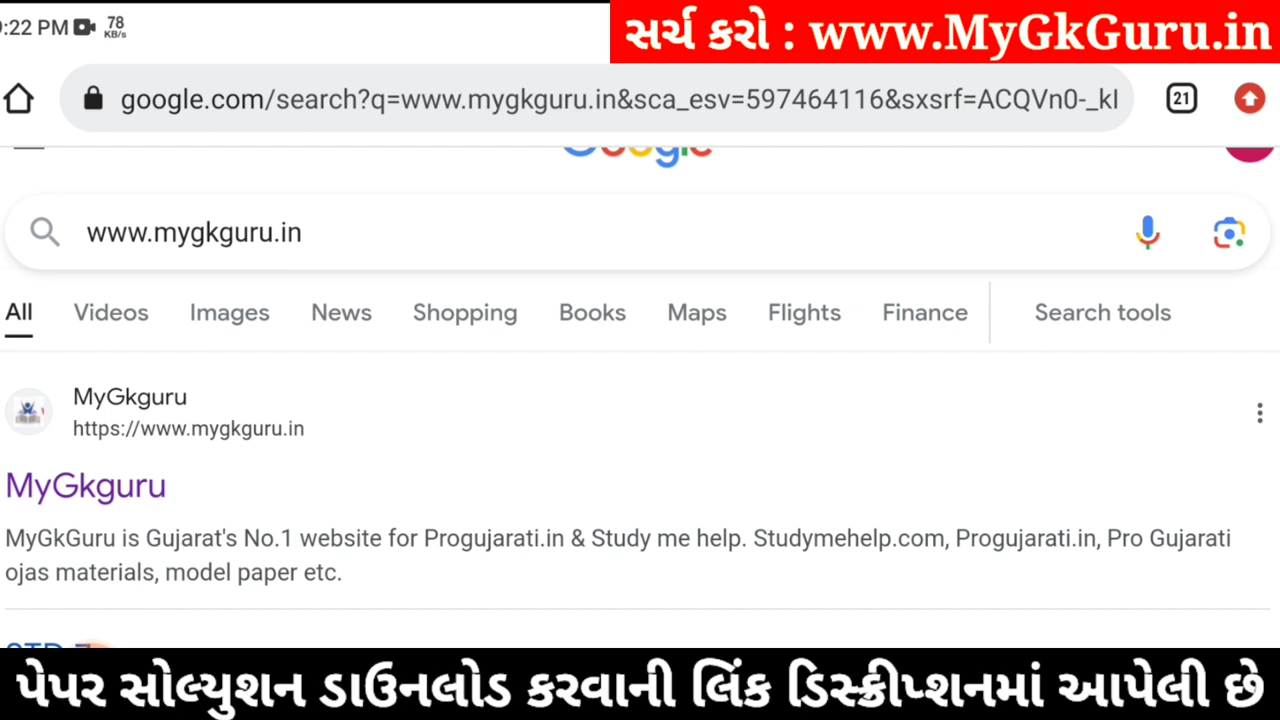 :22 PM 78 KB/s
સર્ચ કરો : www.MyGkGuru.in
google.com/search?q=www.mygkguru.in&sca_esv=597464116&sxsrf=ACQVn0-_kI
21
Google
www.mygkguru.in
All Videos Images News Shopping Books Maps Flights Finance Search tools
MyGkguru
https://www.mygkguru.in
MyGkguru
MyGkGuru is Gujarat's No.1 website for Progujarati.in & Study me help. Studymehelp.com, Progujarati.in, Pro Gujarati
ojas materials, model paper etc.
પેપર સોલ્યુશન ડાઉનલોડ કરવાની લિંક ડિસ્ક્રીપ્શનમાં આપેલી છે